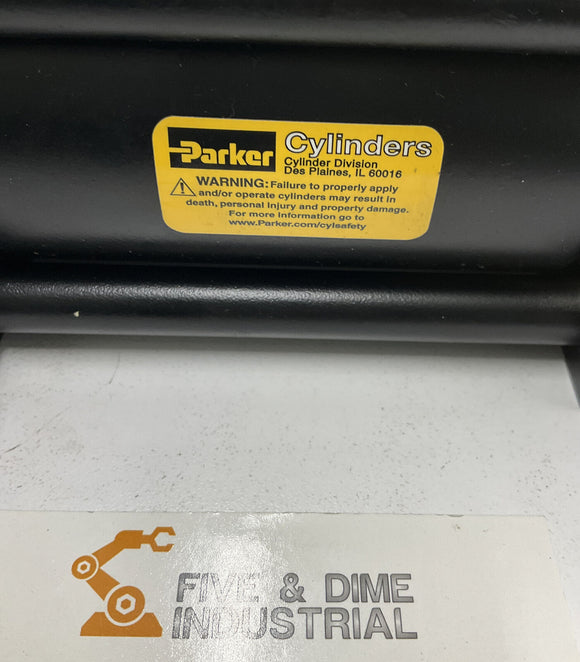 Parker
Cylinders
Cylinder Division
Des Plaines, IL 60016
WARNING: Failure to properly apply
and/or operate cylinders may result in
death, personal injury and property damage.
For more information go to
www.Parker.com/cylsafety
FIVE & DIME
INDUSTRIAL